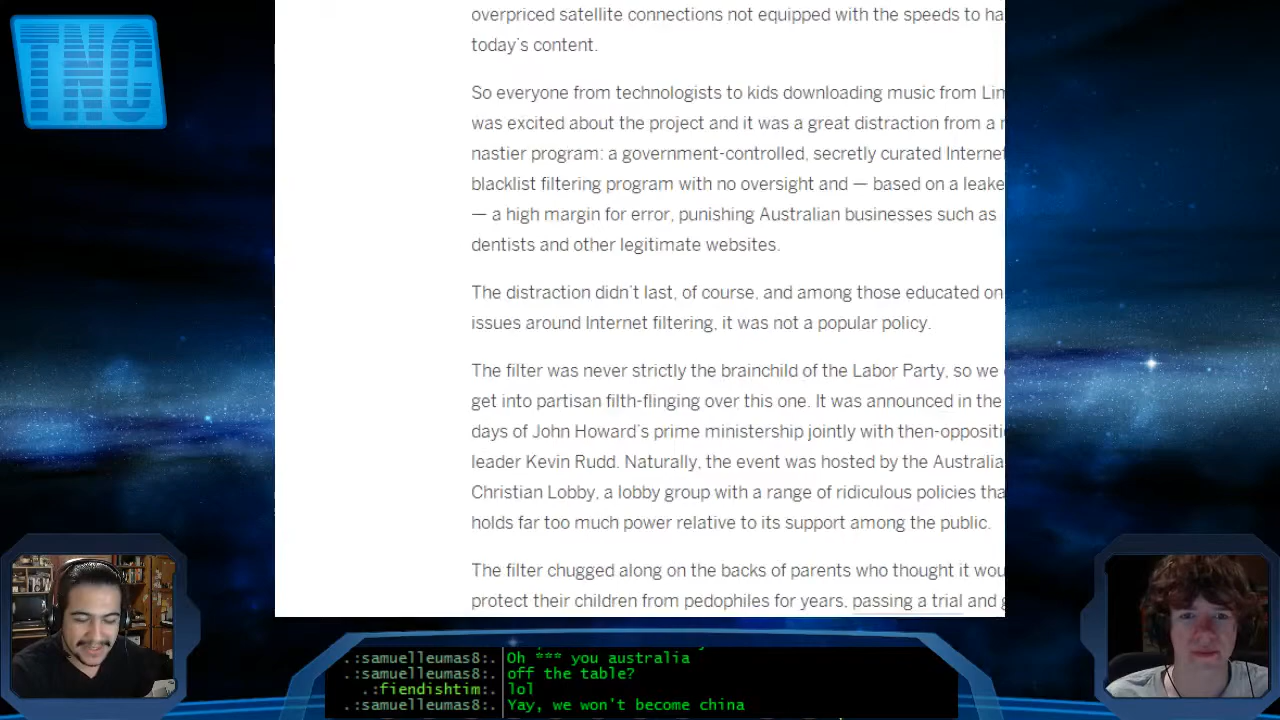 TNC
overpriced satellite connections not equipped with the speeds to ha
today's content.
So everyone from technologists to kids downloading music from Lim
was excited about the project and it was a great distraction from a
nastier program: a government-controlled, secretly curated Internet
blacklist filtering program with no oversight and — based on a leake
— a high margin for error, punishing Australian businesses such as
dentists and other legitimate websites.
The distraction didn't last, of course, and among those educated on
issues around Internet filtering, it was not a popular policy.
The filter was never strictly the brainchild of the Labor Party, so we
get into partisan filth-flinging over this one. It was announced in the
days of John Howard's prime ministership jointly with then-oppositi
leader Kevin Rudd. Naturally, the event was hosted by the Australia
Christian Lobby, a lobby group with a range of ridiculous policies tha
holds far too much power relative to its support among the public.
The filter chugged along on the backs of parents who thought it wou
protect their children from pedophiles for years, passing a trial and g
.:samuelleumas8:. Oh *** you australia
.:samuelleumas8:. off the table?
.:fiendishtim:. lol
.:samuelleumas8:. Yay, we won't become china